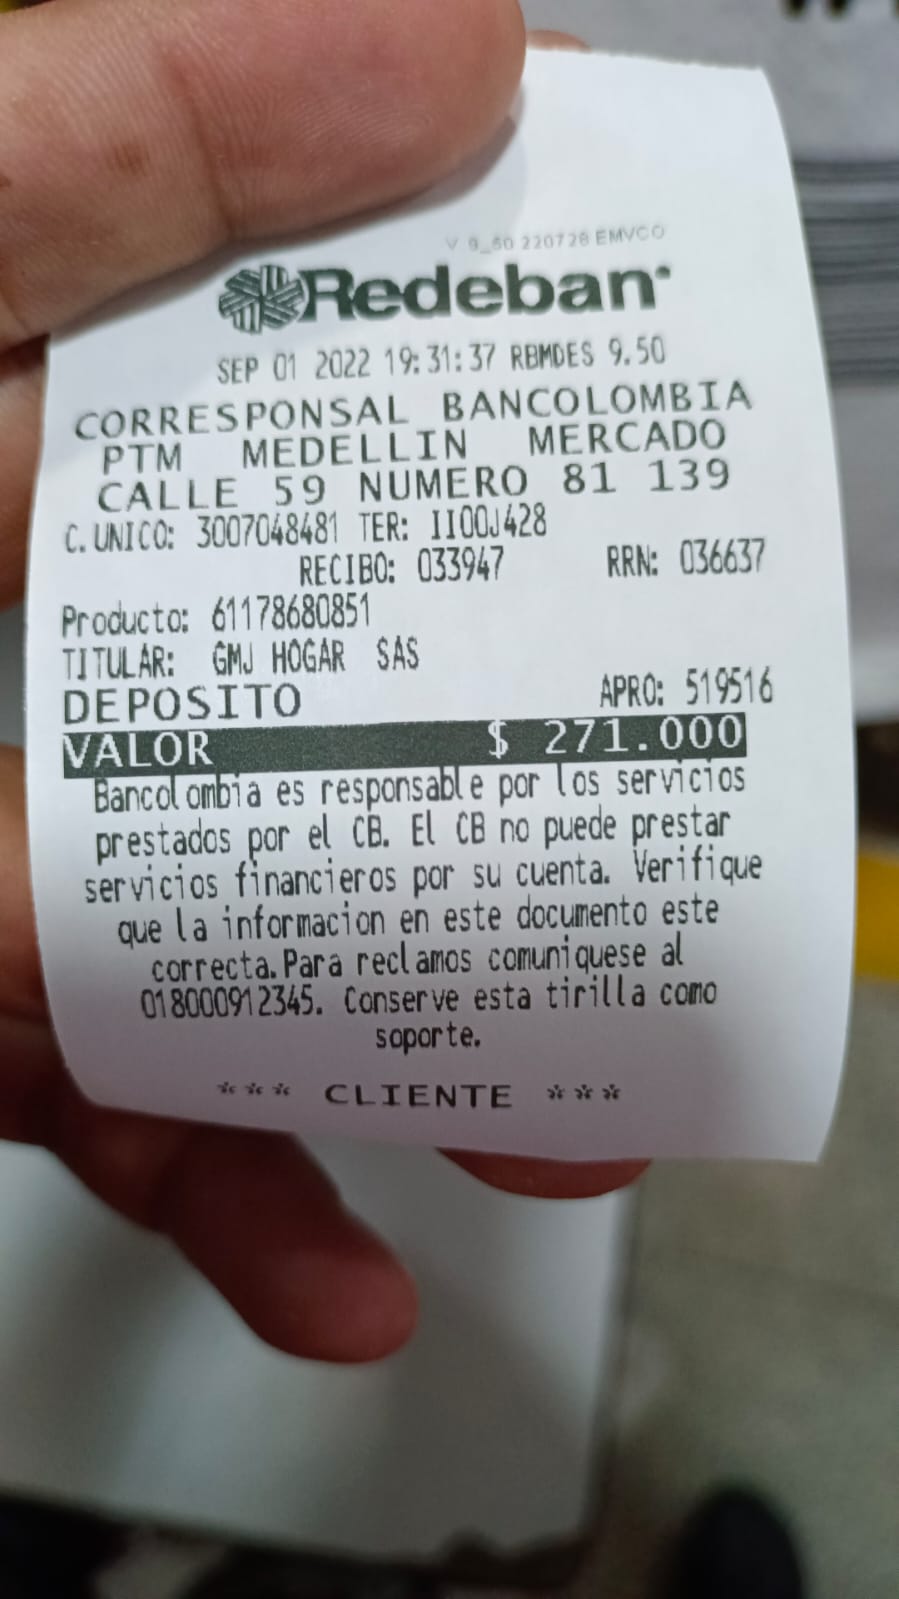 V 9_50 220728 EMVCO
Redeban
SEP 01 2022 19:31:37 RBMDES 9.50
CORRESPONSAL BANCOLOMBIA
PTM MEDELLIN MERCADO
CALLE 59 NUMERO 81 139
C. UNICO: 3007048481 TER: II00J428
RECIBO: 033947 RRN: 036637
Producto: 61178680851
TITULAR: GMJ HOGAR SAS
DEPOSITO APRO: 519516
VALOR $ 271.000
Bancolombia es responsable por los servicios
prestados por el CB. El CB no puede prestar
servicios financieros por su cuenta. Verifique
que la informacion en este documento este
correcta. Para reclamos comuniquese al
018000912345. Conserve esta tirilla como
soporte.
*** CLIENTE ***